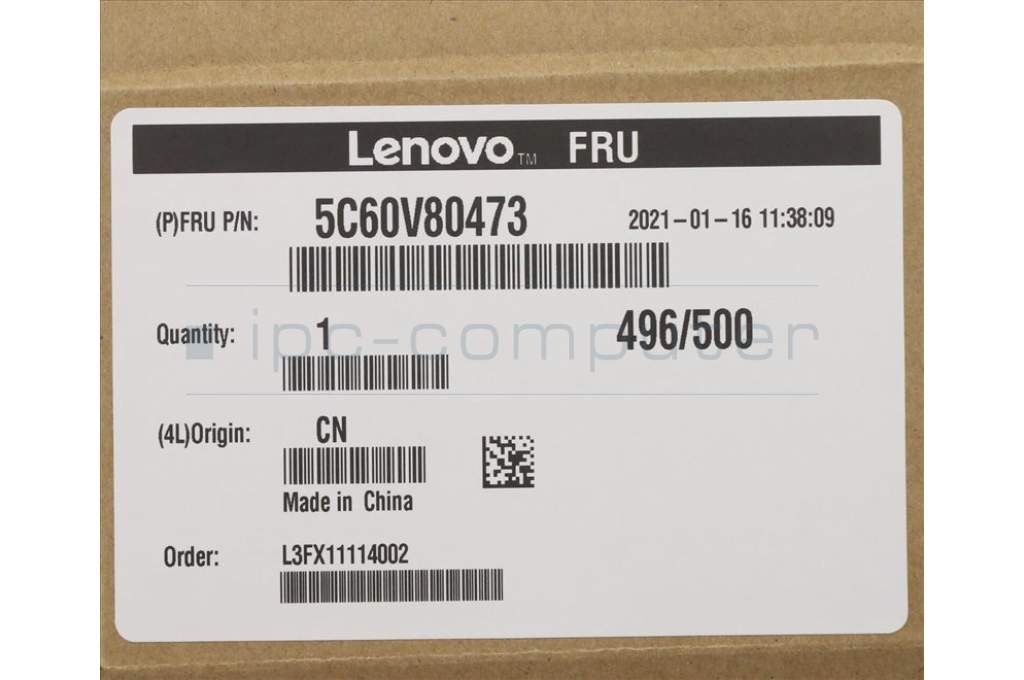 Lenovo™ FRU
(P)FRU P/N: 5C60V80473 2021-01-16 11:38:09
Quantity: 1 496/500
ipc-computer
(4L)Origin: CN
Made in China
Order: L3FX11114002